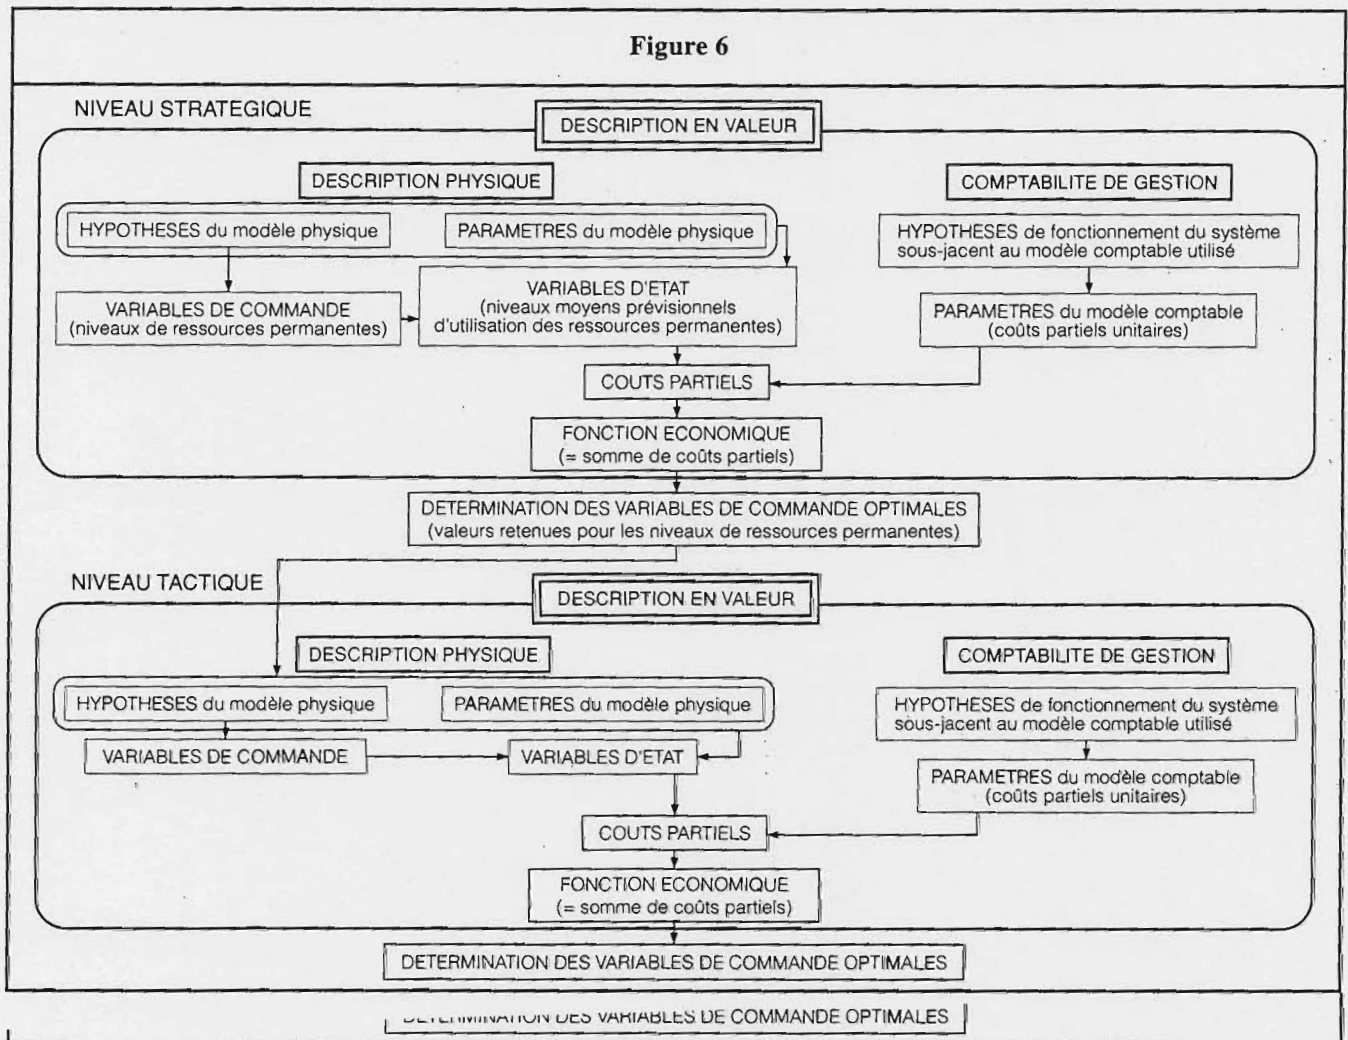 Figure 6
NIVEAU STRATEGIQUE
DESCRIPTION EN VALEUR
DESCRIPTION PHYSIQUE
COMPTABILITE DE GESTION
HYPOTHESES du modèle physique
PARAMETRES du modèle physique
HYPOTHESES de fonctionnement du système
sous-jacent au modèle comptable utilisé
VARIABLES DE COMMANDE
(niveaux de ressources permanentes)
VARIABLES D'ETAT
(niveaux moyens prévisionnels
d'utilisation des ressources permanentes)
PARAMETRES du modèle comptable
(coûts partiels unitaires)
COUTS PARTIELS
FONCTION ECONOMIQUE
(= somme de coûts partiels)
DETERMINATION DES VARIABLES DE COMMANDE OPTIMALES
(valeurs retenues pour les niveaux de ressources permanentes)
NIVEAU TACTIQUE
DESCRIPTION EN VALEUR
DESCRIPTION PHYSIQUE
COMPTABILITE DE GESTION
HYPOTHESES du modèle physique
PARAMETRES du modèle physique
HYPOTHESES de fonctionnement du système
sous-jacent au modèle comptable utilisé
VARIABLES DE COMMANDE
VARIABLES D'ETAT
PARAMETRES du modèle comptable
(coûts partiels unitaires)
COUTS PARTIELS
FONCTION ECONOMIQUE
(= somme de coûts partiels)
DETERMINATION DES VARIABLES DE COMMANDE OPTIMALES
DETERMINATION DES VARIABLES DE COMMANDE OPTIMALES